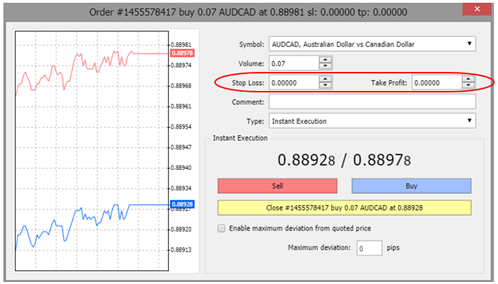 Order #1455578417 buy 0.07 AUDCAD at 0.88981 sl: 0.00000 tp: 0.00000
Symbol: AUDCAD, Australian Dollar vs Canadian Dollar
Volume: 0.07
Stop Loss: 0.00000 Take Profit: 0.00000
Comment:
Type: Instant Execution
Instant Execution
0.88928 / 0.88978
Sell Buy
Close #1455578417 buy 0.07 AUDCAD at 0.88928
Enable maximum deviation from quoted price
Maximum deviation: 0 pips
0.88981
0.88978
0.88974
0.88968
0.88961
0.88954
0.88947
0.88940
0.88934
0.88928
0.88920
0.88913